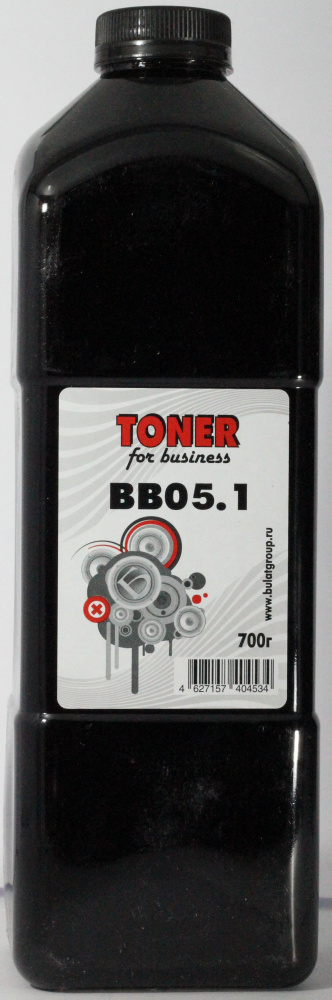 TONER
for business
BB05.1
www.bulatgroup.ru
700г
4 627157 404534